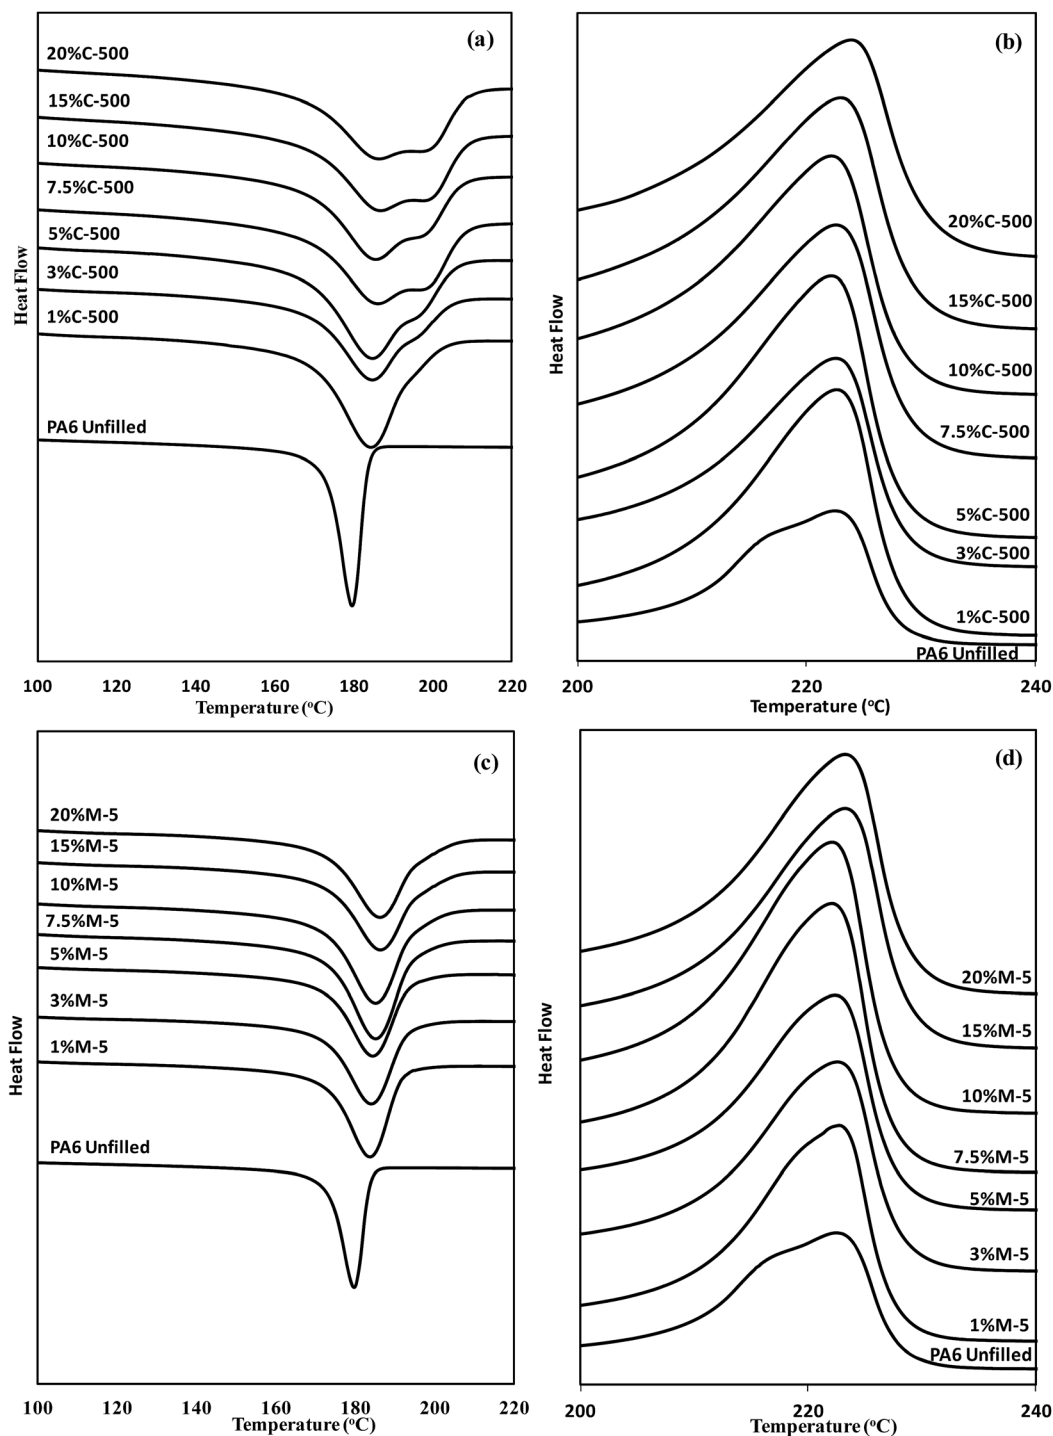 (a)
20%C-500
15%C-500
10%C-500
7.5%C-500
5%C-500
3%C-500
1%C-500
PA6 Unfilled
Heat Flow
100 120 140 160 180 200 220
Temperature (°C)
(b)
20%C-500
15%C-500
10%C-500
7.5%C-500
5%C-500
3%C-500
1%C-500
PA6 Unfilled
Heat Flow
200 220 240
Temperature (°C)
(c)
20%M-5
15%M-5
10%M-5
7.5%M-5
5%M-5
3%M-5
1%M-5
PA6 Unfilled
Heat Flow
100 120 140 160 180 200 220
Temperature (°C)
(d)
20%M-5
15%M-5
10%M-5
7.5%M-5
5%M-5
3%M-5
1%M-5
PA6 Unfilled
Heat Flow
200 220 240
Temperature (°C)